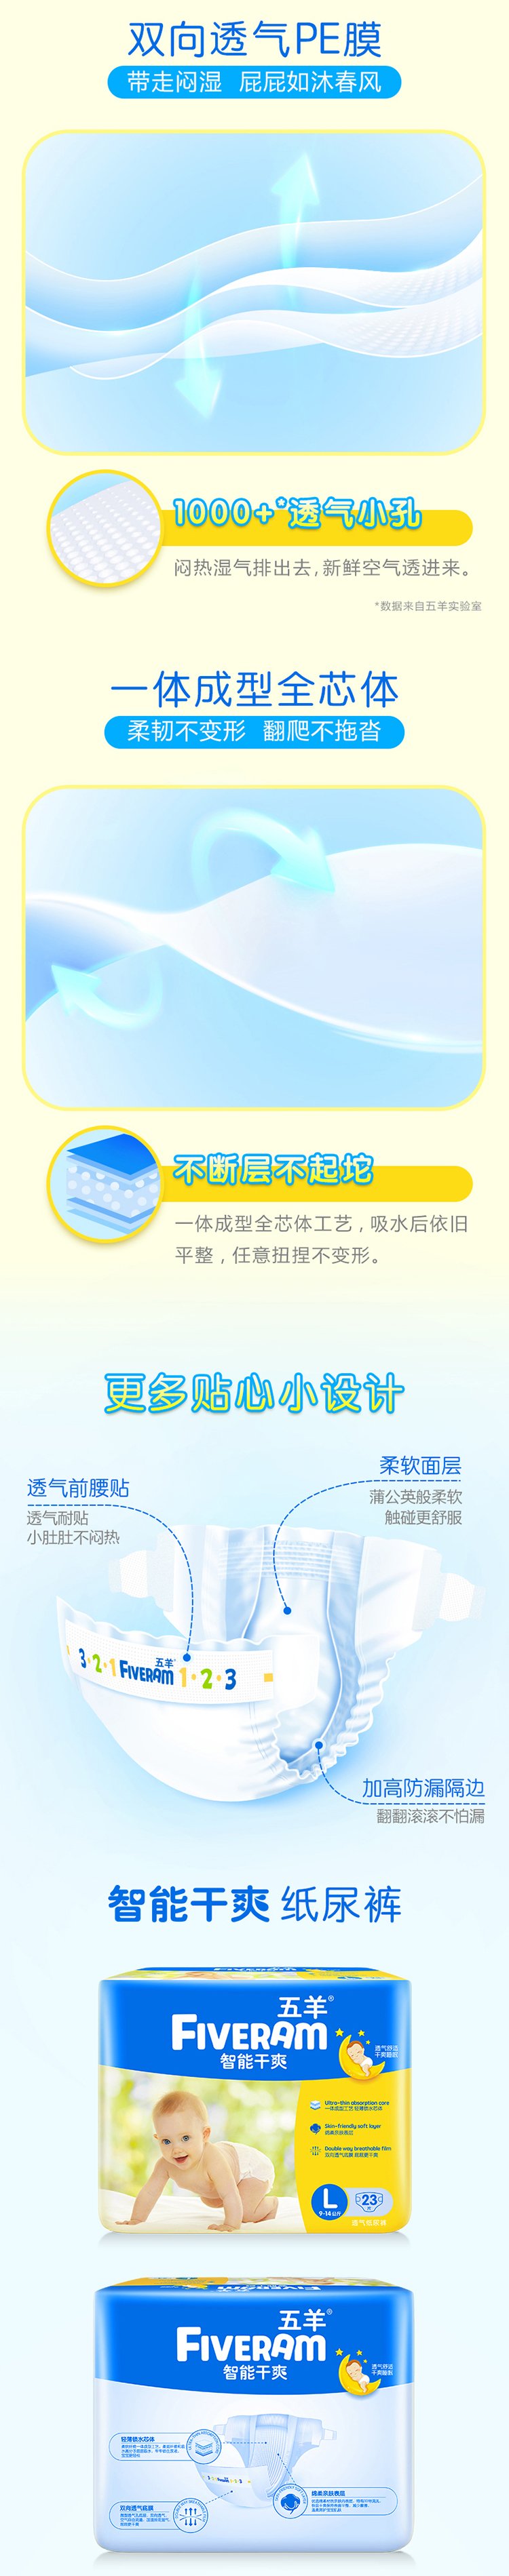 双向透气PE膜
带走闷湿 屁屁如沐春风
1000+*透气小孔
闷热湿气排出去,新鲜空气透进来。
*数据来自五羊实验室
一体成型全芯体
柔韧不变形 翻爬不拖沓
不断层不起坨
一体成型全芯体工艺,吸水后依旧
平整,任意扭捏不变形。
更多贴心小设计
柔软面层
蒲公英般柔软
触碰更舒服
透气前腰贴
透气耐贴
小肚肚不闷热
3·2·1 五羊® FIVERAM 1·2·3
加高防漏隔边
翻翻滚滚不怕漏
智能干爽 纸尿裤
五羊®
FIVERAM
智能干爽
透气舒适
干爽睡眠
Ultra-thin absorption core
一体成型工艺 轻薄锁水芯体
Skin-friendly soft layer
绵柔亲肤表层
Double way breathable film
双向透气底膜 屁屁更干爽
L
9-14公斤
23片
透气纸尿裤
五羊®
FIVERAM
智能干爽
透气舒适
干爽睡眠
轻薄锁水芯体
绵柔亲肤表层
双向透气底膜